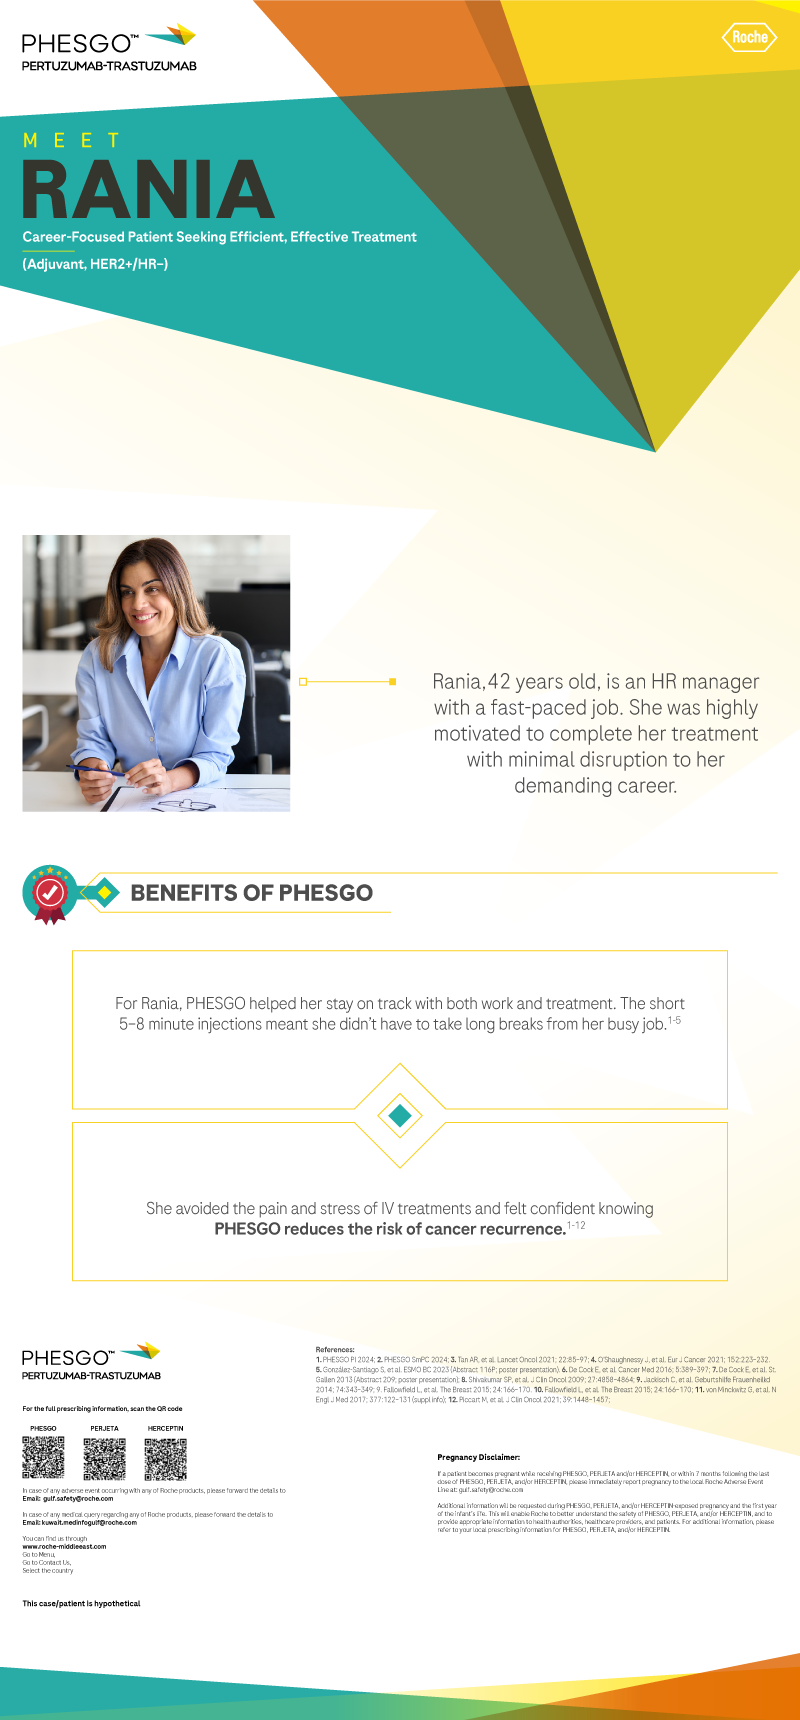 PHESGO™
PERTUZUMAB-TRASTUZUMAB
Roche
MEET
RANIA
Career-Focused Patient Seeking Efficient, Effective Treatment
(Adjuvant, HER2+/HR-)
Rania,42 years old, is an HR manager
with a fast-paced job. She was highly
motivated to complete her treatment
with minimal disruption to her
demanding career.
BENEFITS OF PHESGO
For Rania, PHESGO helped her stay on track with both work and treatment. The short
5–8 minute injections meant she didn't have to take long breaks from her busy job.1-5
She avoided the pain and stress of IV treatments and felt confident knowing
PHESGO reduces the risk of cancer recurrence.1-12
PHESGO™
PERTUZUMAB-TRASTUZUMAB
For the full prescribing information, scan the QR code
PHESGO PERJETA HERCEPTIN
In case of any adverse event occurring with any of Roche products, please forward the details to
Email: gulf.safety@roche.com
In case of any medical query regarding any of Roche products, please forward the details to
Email: kuwait.medinfogulf@roche.com
You can find us through
www.roche-middleeast.com
Go to Menu,
Go to Contact Us,
Select the country
This case/patient is hypothetical
References:
1. PHESGO PI 2024; 2. PHESGO SmPC 2024; 3. Tan AR, et al. Lancet Oncol 2021; 22:85–97; 4. O'Shaughnessy J, et al. Eur J Cancer 2021; 152:223–232.
5. González-Santiago S, et al. ESMO BC 2023 (Abstract 116P; poster presentation). 6. De Cock E, et al. Cancer Med 2016; 5:389–397; 7. De Cock E, et al. St.
Gallen 2013 (Abstract 209; poster presentation); 8. Shivakumar SP, et al. J Clin Oncol 2009; 27:4858–4864; 9. Jackisch C, et al. Geburtshilfe Frauenheilkd
2014; 74:343–349; 9. Fallowfield L, et al. The Breast 2015; 24:166–170. 10. Fallowfield L, et al. The Breast 2015; 24:166–170; 11. von Minckwitz G, et al. N
Engl J Med 2017; 377:122–131 (suppl info); 12. Piccart M, et al. J Clin Oncol 2021; 39:1448–1457;
Pregnancy Disclaimer:
If a patient becomes pregnant while receiving PHESGO, PERJETA and/or HERCEPTIN, or within 7 months following the last
dose of PHESGO, PERJETA, and/or HERCEPTIN, please immediately report pregnancy to the local Roche Adverse Event
Line at: gulf.safety@roche.com
Additional information will be requested during PHESGO, PERJETA, and/or HERCEPTIN-exposed pregnancy and the first year
of the infant's life. This will enable Roche to better understand the safety of PHESGO, PERJETA, and/or HERCEPTIN, and to
provide appropriate information to health authorities, healthcare providers, and patients. For additional information, please
refer to your local prescribing information for PHESGO, PERJETA, and/or HERCEPTIN.